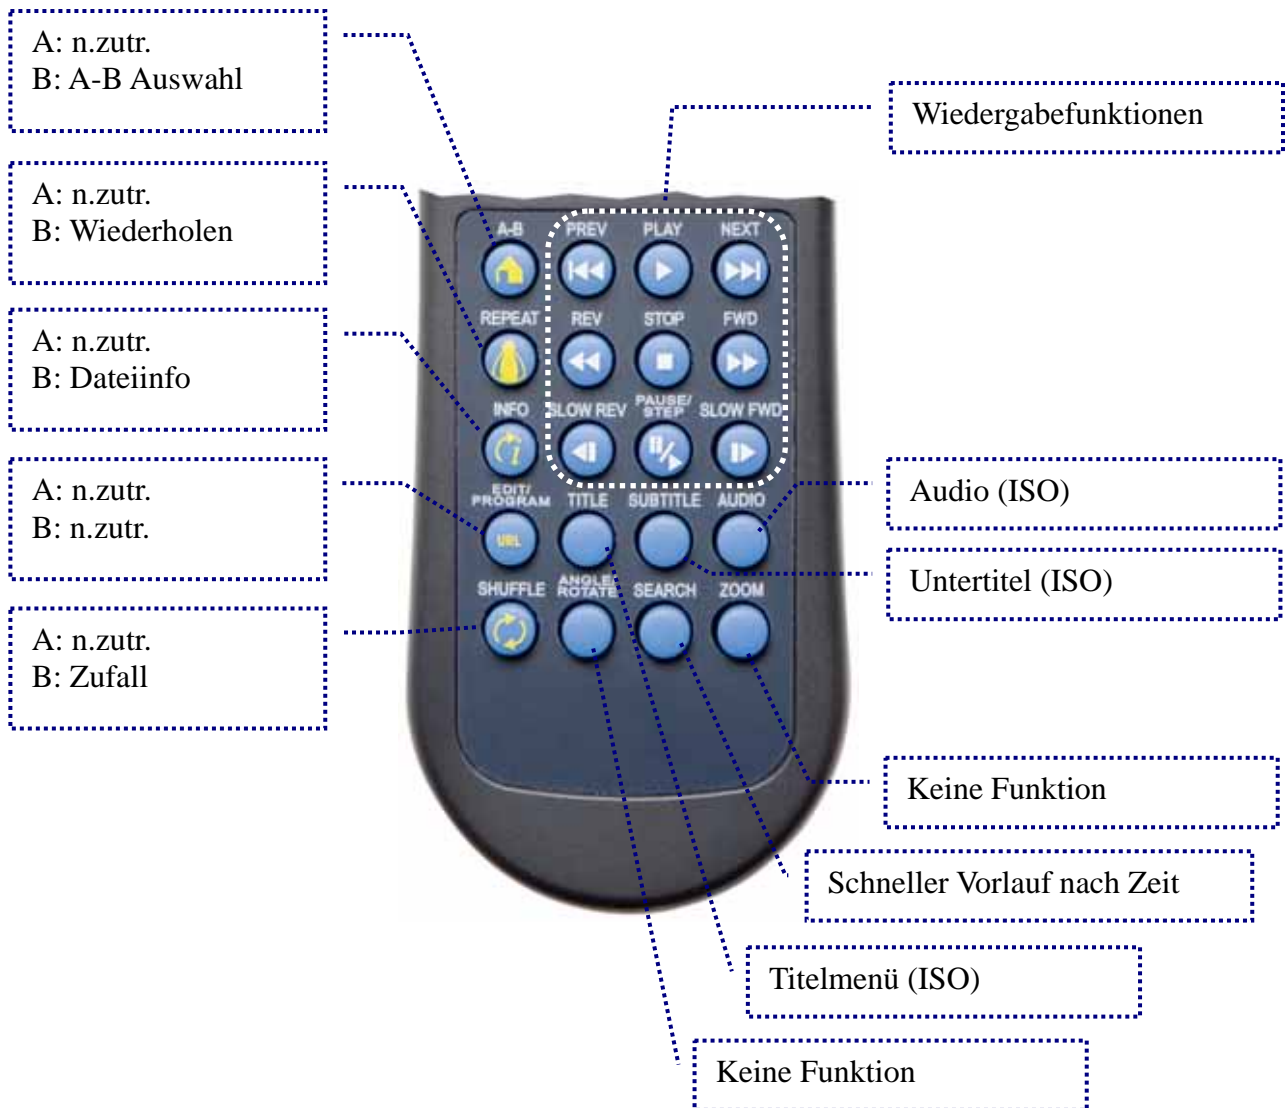 A: n.zutr.
B: A-B Auswahl
Wiedergabefunktionen
A: n.zutr.
B: Wiederholen
A: n.zutr.
B: Dateiinfo
A: n.zutr.
B: n.zutr.
A: n.zutr.
B: Zufall
A-B PREV PLAY NEXT
REPEAT REV STOP FWD
INFO SLOW REV PAUSE/
STEP SLOW FWD
EDIT/
PROGRAM TITLE SUBTITLE AUDIO
URL
SHUFFLE ANGLE/
ROTATE SEARCH ZOOM
Audio (ISO)
Untertitel (ISO)
Keine Funktion
Schneller Vorlauf nach Zeit
Titelmenü (ISO)
Keine Funktion